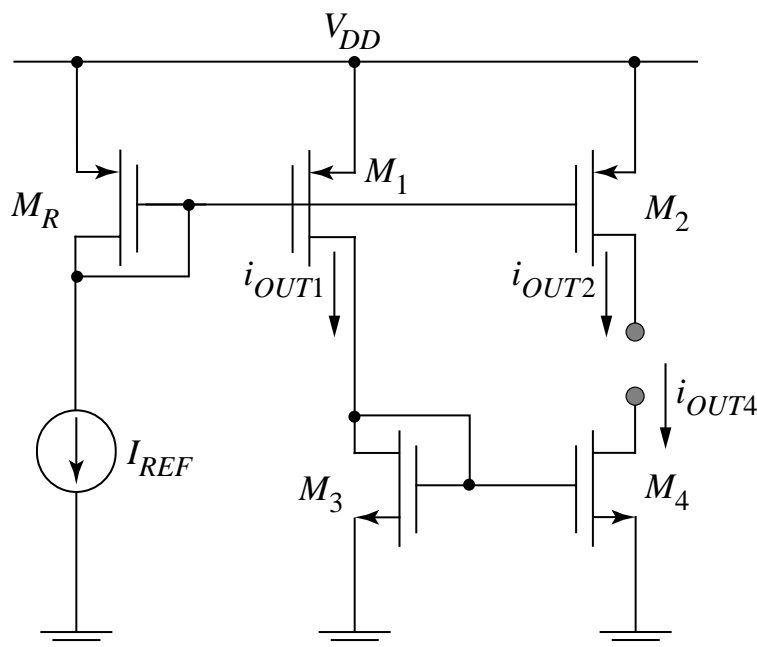 V_DD
M_R
M_1
M_2
i_OUT1
i_OUT2
i_OUT4
I_REF
M_3
M_4